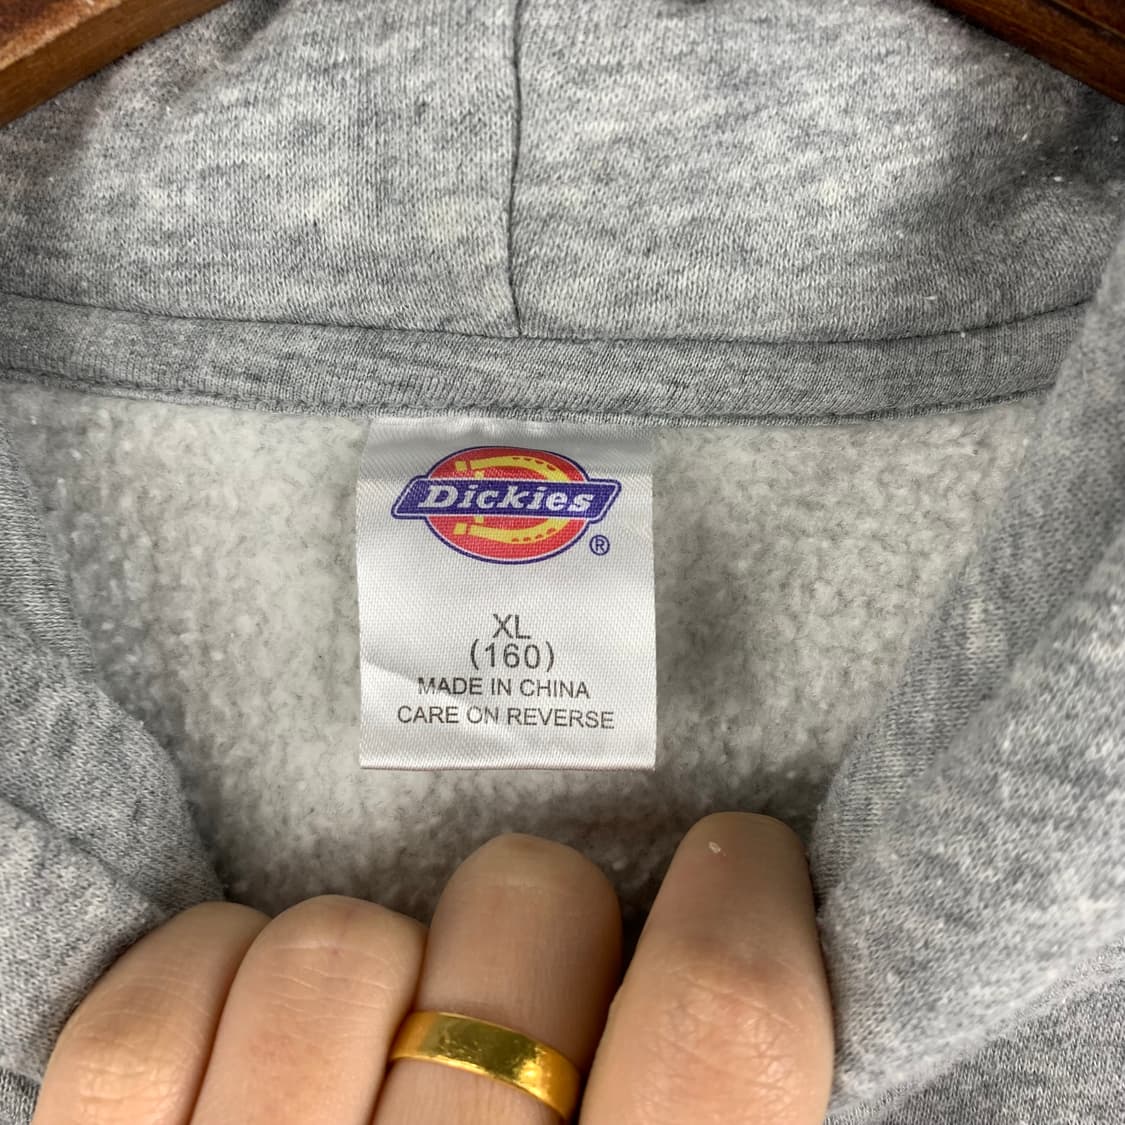 Dickies
®
XL
(160)
MADE IN CHINA
CARE ON REVERSE